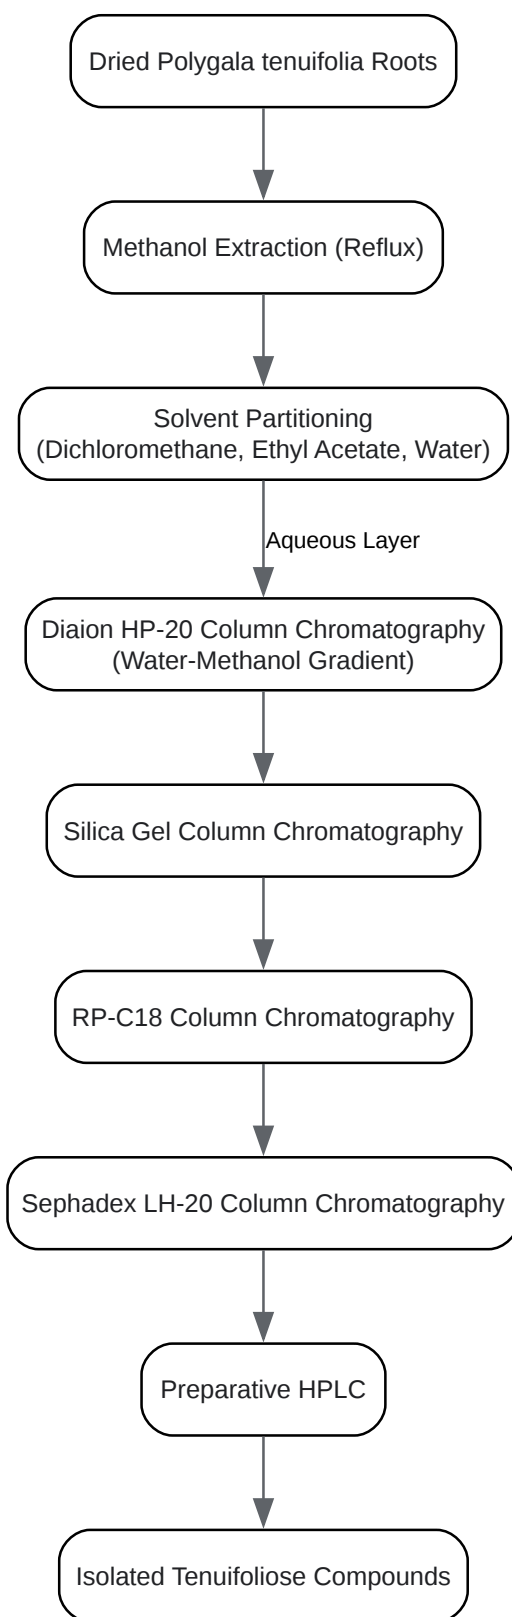 Dried Polygala tenuifolia Roots
Methanol Extraction (Reflux)
Solvent Partitioning
(Dichloromethane, Ethyl Acetate, Water)
Aqueous Layer
Diaion HP-20 Column Chromatography
(Water-Methanol Gradient)
Silica Gel Column Chromatography
RP-C18 Column Chromatography
Sephadex LH-20 Column Chromatography
Preparative HPLC
Isolated Tenuifoliose Compounds